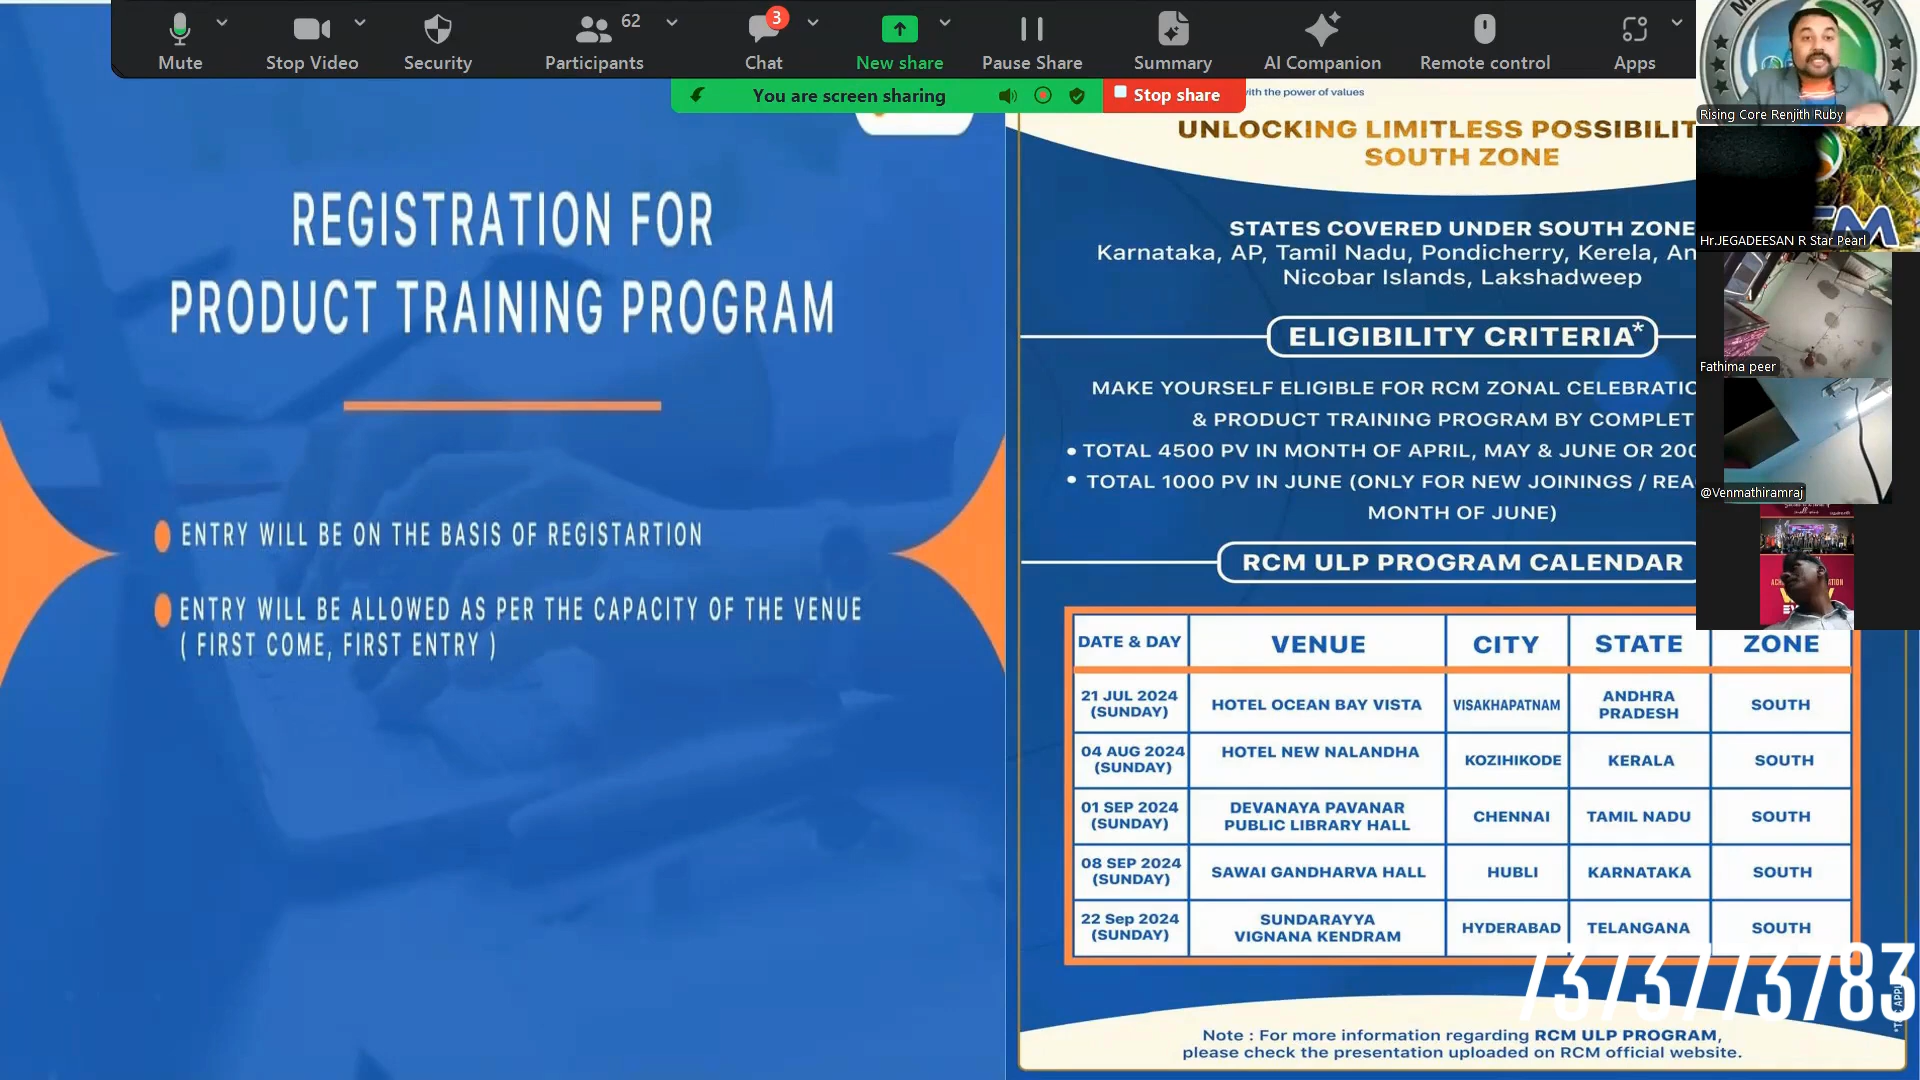 Mute
Stop Video
Security
Participants
62
Chat
3
New share
Pause Share
Summary
AI Companion
Remote control
Apps
You are screen sharing
Stop share
REGISTRATION FOR
PRODUCT TRAINING PROGRAM
ENTRY WILL BE ON THE BASIS OF REGISTARTION
ENTRY WILL BE ALLOWED AS PER THE CAPACITY OF THE VENUE
( FIRST COME, FIRST ENTRY )
with the power of values
UNLOCKING LIMITLESS
SOUTH ZONE
STATES COVERED UNDER SOUTH ZONE
Karnataka, AP, Tamil Nadu, Pondicherry, Kerela,
Nicobar Islands, Lakshadweep
ELIGIBILITY CRITERIA*
MAKE YOURSELF ELIGIBLE FOR RCM ZONAL
& PRODUCT TRAINING PROGRAM BY
• TOTAL 4500 PV IN MONTH OF APRIL, MAY & JUNE OR
• TOTAL 1000 PV IN JUNE (ONLY FOR NEW JOININGS /
MONTH OF JUNE)
RCM ULP PROGRAM CALENDAR
DATE & DAY VENUE CITY STATE ZONE
21 JUL 2024 (SUNDAY) HOTEL OCEAN BAY VISTA VISAKHAPATNAM ANDHRA PRADESH SOUTH
04 AUG 2024 (SUNDAY) HOTEL NEW NALANDHA KOZIHIKODE KERALA SOUTH
01 SEP 2024 (SUNDAY) DEVANAYA PAVANAR PUBLIC LIBRARY HALL CHENNAI TAMIL NADU SOUTH
08 SEP 2024 (SUNDAY) SAWAI GANDHARVA HALL HUBLI KARNATAKA SOUTH
22 Sep 2024 (SUNDAY) SUNDARAYYA VIGNANA KENDRAM HYDERABAD TELANGANA SOUTH
7373773783
Note : For more information regarding RCM ULP PROGRAM,
please check the presentation uploaded on RCM official website.
Rising Core Renjith Ruby
Hr.JEGADEESAN R Star Pearl
Fathima peer
@Venmathiramraj